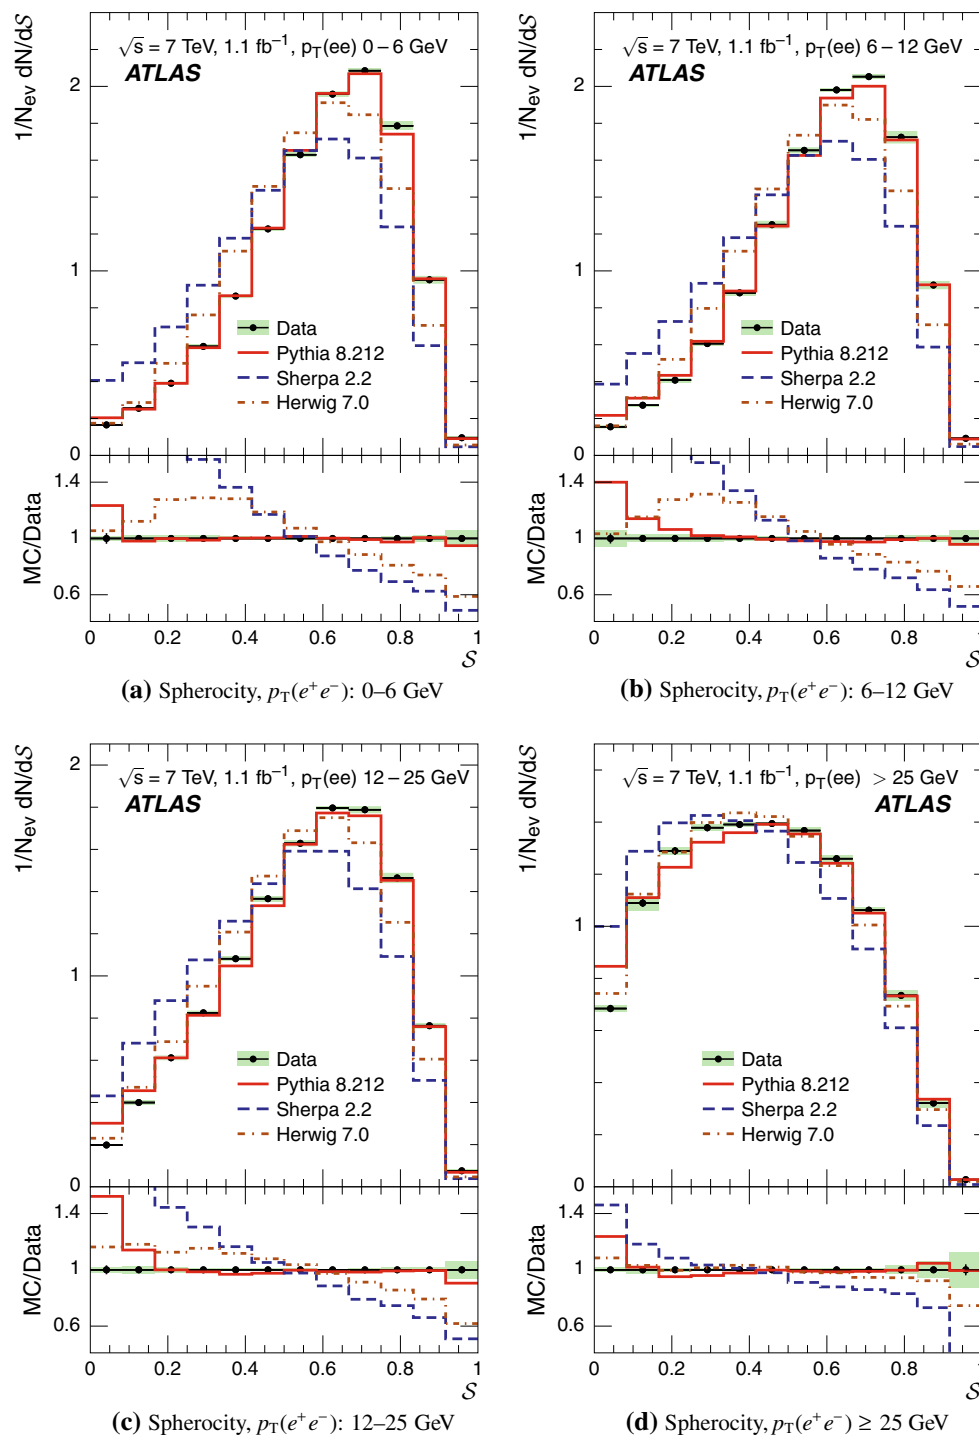 √s = 7 TeV, 1.1 fb⁻¹, p_T(ee) 0 – 6 GeV
ATLAS
1/N_ev dN/dS
2
1
0
Data
Pythia 8.212
Sherpa 2.2
Herwig 7.0
MC/Data
1.4
1
0.6
0 0.2 0.4 0.6 0.8 1
S
(a) Spherocity, p_T(e⁺e⁻): 0–6 GeV
√s = 7 TeV, 1.1 fb⁻¹, p_T(ee) 6 – 12 GeV
ATLAS
1/N_ev dN/dS
2
1
0
Data
Pythia 8.212
Sherpa 2.2
Herwig 7.0
MC/Data
1.4
1
0.6
0 0.2 0.4 0.6 0.8
S
(b) Spherocity, p_T(e⁺e⁻): 6–12 GeV
√s = 7 TeV, 1.1 fb⁻¹, p_T(ee) 12 – 25 GeV
ATLAS
1/N_ev dN/dS
2
1
0
Data
Pythia 8.212
Sherpa 2.2
Herwig 7.0
MC/Data
1.4
1
0.6
0 0.2 0.4 0.6 0.8 1
S
(c) Spherocity, p_T(e⁺e⁻): 12–25 GeV
√s = 7 TeV, 1.1 fb⁻¹, p_T(ee) > 25 GeV
ATLAS
1/N_ev dN/dS
1
0
Data
Pythia 8.212
Sherpa 2.2
Herwig 7.0
MC/Data
1.4
1
0.6
0 0.2 0.4 0.6 0.8
S
(d) Spherocity, p_T(e⁺e⁻) ≥ 25 GeV